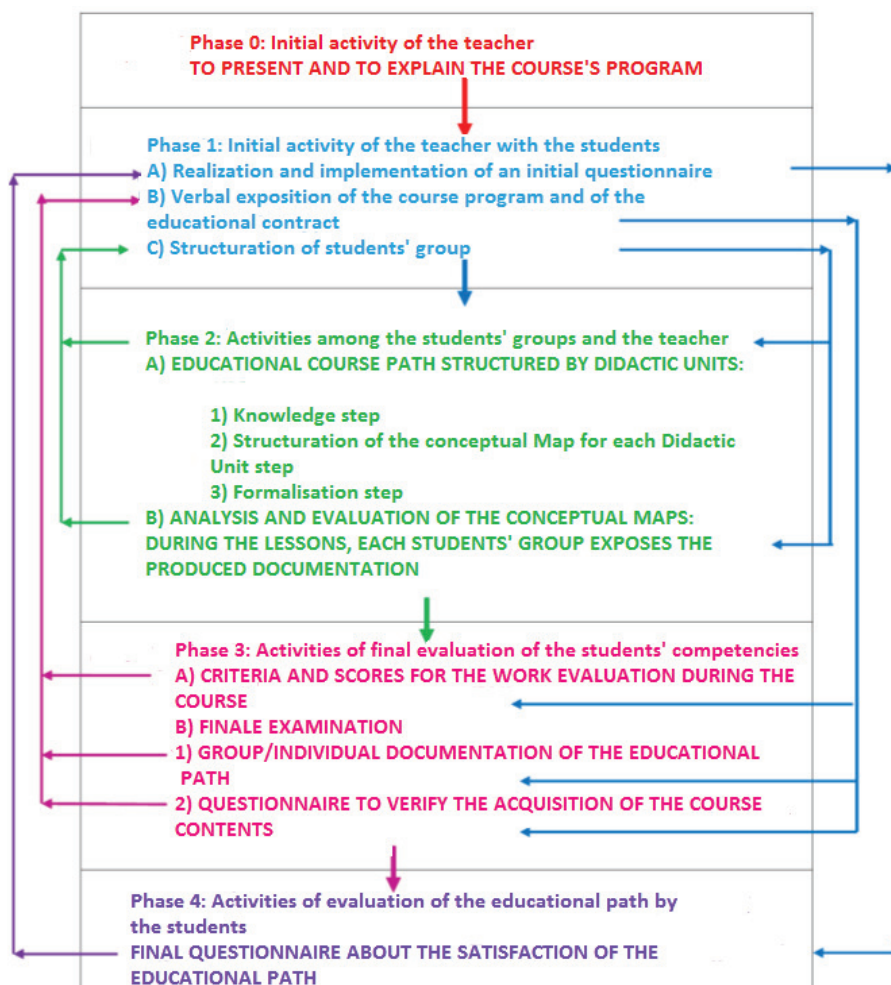 Phase 0: Initial activity of the teacher
TO PRESENT AND TO EXPLAIN THE COURSE'S PROGRAM
Phase 1: Initial activity of the teacher with the students
A) Realization and implementation of an initial questionnaire
B) Verbal exposition of the course program and of the
educational contract
C) Structuration of students' group
Phase 2: Activities among the students' groups and the teacher
A) EDUCATIONAL COURSE PATH STRUCTURED BY DIDACTIC UNITS:
1) Knowledge step
2) Structuration of the conceptual Map for each Didactic
Unit step
3) Formalisation step
B) ANALYSIS AND EVALUATION OF THE CONCEPTUAL MAPS:
DURING THE LESSONS, EACH STUDENTS' GROUP EXPOSES THE
PRODUCED DOCUMENTATION
Phase 3: Activities of final evaluation of the students' competencies
A) CRITERIA AND SCORES FOR THE WORK EVALUATION DURING THE
COURSE
B) FINALE EXAMINATION
1) GROUP/INDIVIDUAL DOCUMENTATION OF THE EDUCATIONAL
PATH
2) QUESTIONNAIRE TO VERIFY THE ACQUISITION OF THE COURSE
CONTENTS
Phase 4: Activities of evaluation of the educational path by
the students
FINAL QUESTIONNAIRE ABOUT THE SATISFACTION OF THE
EDUCATIONAL PATH